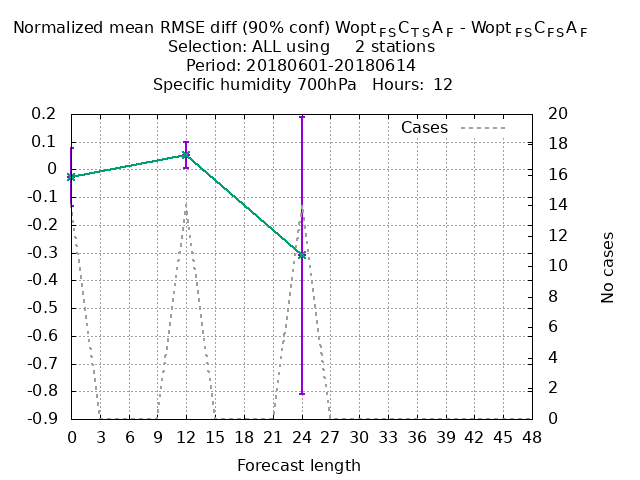 Normalized mean RMSE diff (90% conf) Wopt FS C TS A F - Wopt FS C FS A F
Selection: ALL using 2 stations
Period: 20180601-20180614
Specific humidity 700hPa Hours: 12
Cases
0.2
0.1
0
-0.1
-0.2
-0.3
-0.4
-0.5
-0.6
-0.7
-0.8
-0.9
20
18
16
14
12
10
8
6
4
2
0
No cases
0 3 6 9 12 15 18 21 24 27 30 33 36 39 42 45 48
Forecast length